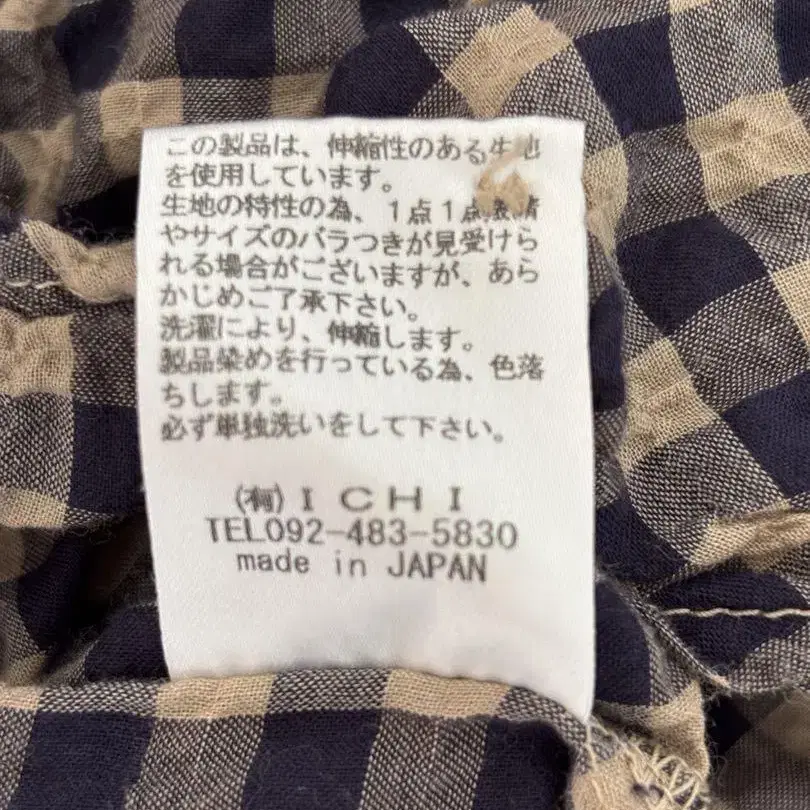 この製品は、伸縮性のある生地
を使用しています。
生地の特性の為、1点1点表情
やサイズのバラつきが見受けら
れる場合がございますが、あら
かじめご了承下さい。
洗濯により、伸縮します。
製品染めを行っている為、色落
ちします。
必ず単独洗いをして下さい。
㈲ICHI
TEL092-483-5830
made in JAPAN